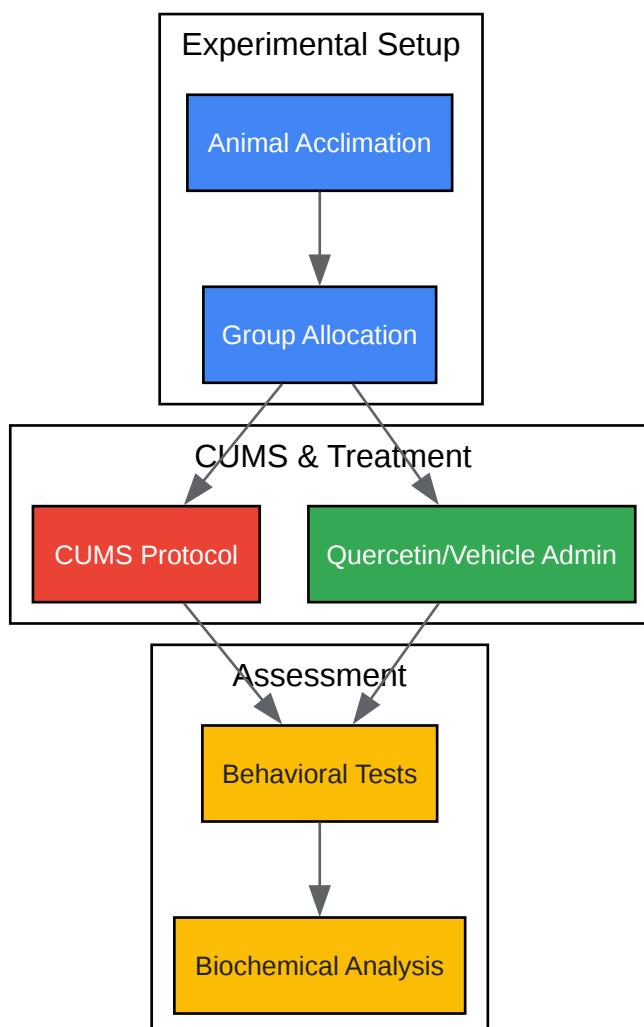 Experimental Setup
Animal Acclimation
Group Allocation
CUMS & Treatment
CUMS Protocol
Quercetin/Vehicle Admin
Assessment
Behavioral Tests
Biochemical Analysis